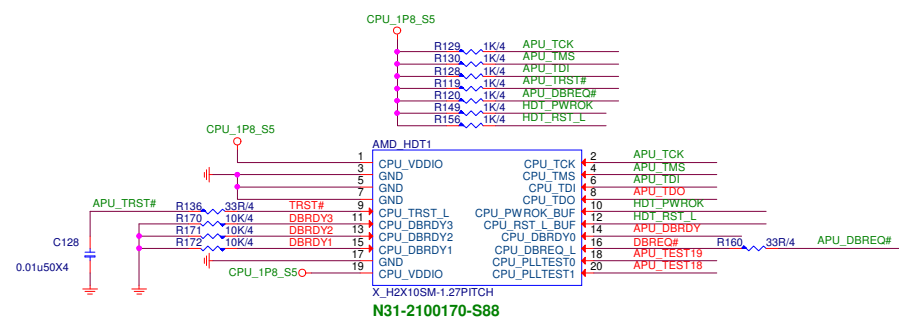 CPU_1P8_S5
R129 1K/4 APU_TCK
R130 1K/4 APU_TMS
R128 1K/4 APU_TDI
R119 1K/4 APU_TRST#
R120 1K/4 APU_DBREQ#
R149 1K/4 HDT_PWROK
R156 1K/4 HDT_RST_L
CPU_1P8_S5
AMD_HDT1
1 CPU_VDDIO CPU_TCK 2 APU_TCK
3 GND CPU_TMS 4 APU_TMS
5 GND CPU_TDI 6 APU_TDI
7 GND CPU_TDO 8 APU_TDO
APU_TRST# R136 33R/4 TRST# 9 CPU_TRST_L CPU_PWROK_BUF 10 HDT_PWROK
R170 10K/4 DBRDY3 11 CPU_DBRDY3 CPU_RST_L_BUF 12 HDT_RST_L
R171 10K/4 DBRDY2 13 CPU_DBRDY2 CPU_DBRDY0 14 APU_DBRDY
C128 R172 10K/4 DBRDY1 15 CPU_DBRDY1 CPU_DBREQ_L 16 DBREQ# R160 33R/4 APU_DBREQ#
17 GND CPU_PLLTEST0 18 APU_TEST19
0.01u50X4 CPU_1P8_S5 19 CPU_VDDIO CPU_PLLTEST1 20 APU_TEST18
X_H2X10SM-1.27PITCH
N31-2100170-S88